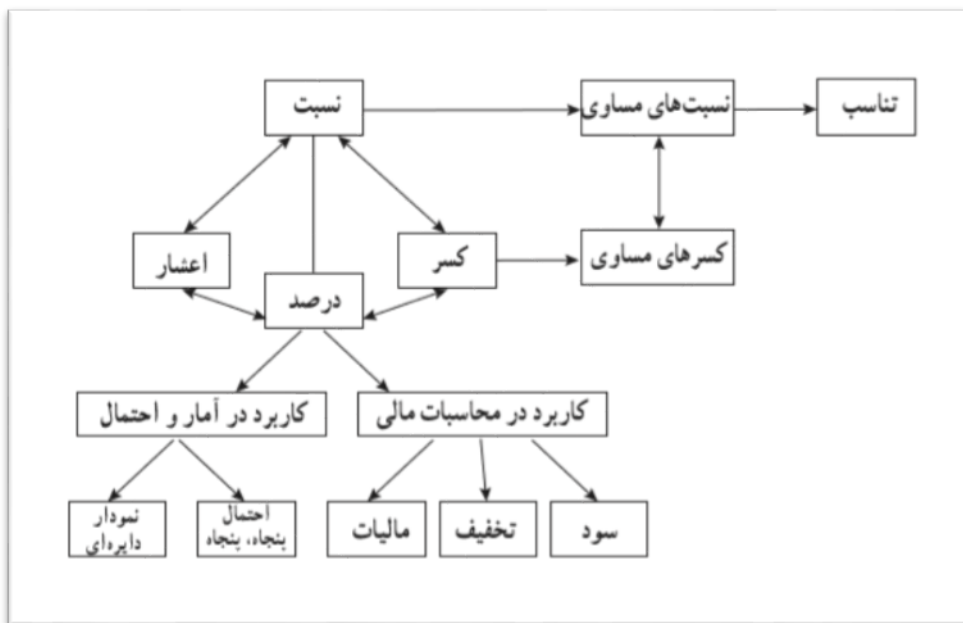 نسبت
نسبت‌های مساوی
تناسب
اعشار
کسر
کسرهای مساوی
درصد
کاربرد در آمار و احتمال
کاربرد در محاسبات مالی
نمودار
دایره‌ای
احتمال
پنجاه، پنجاه
مالیات
تخفیف
سود